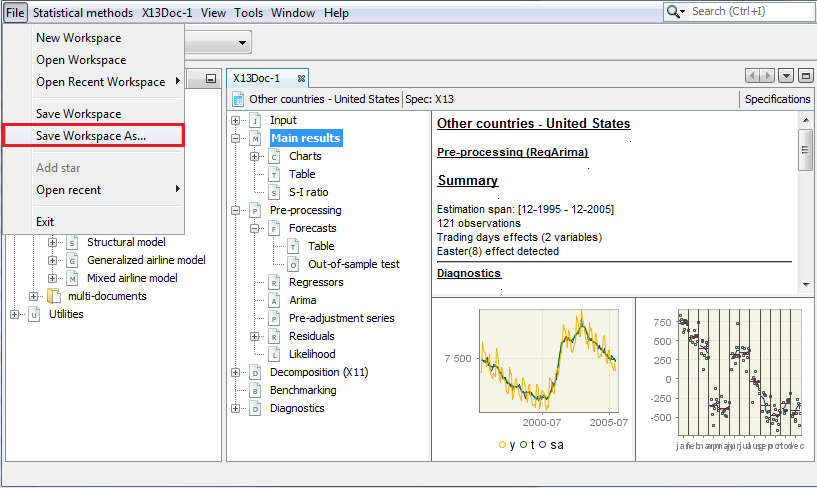 File Statistical methods X13Doc-1 View Tools Window Help Search (Ctrl+I)
New Workspace
Open Workspace
Open Recent Workspace
Save Workspace
Save Workspace As...
Add star
Open recent
Exit
S Structural model
G Generalized airline model
M Mixed airline model
multi-documents
U Utilities
X13Doc-1
Other countries - United States Spec: X13 Specifications
I Input
M Main results
C Charts
T Table
S S-I ratio
P Pre-processing
F Forecasts
T Table
O Out-of-sample test
R Regressors
A Arima
P Pre-adjustment series
R Residuals
L Likelihood
D Decomposition (X11)
B Benchmarking
D Diagnostics
Other countries - United States
Pre-processing (RegArima)
Summary
Estimation span: [12-1995 - 12-2005]
121 observations
Trading days effects (2 variables)
Easter(8) effect detected
Diagnostics
7 500
2000-07 2005-07
y t sa
750
500
250
0
-250
-500